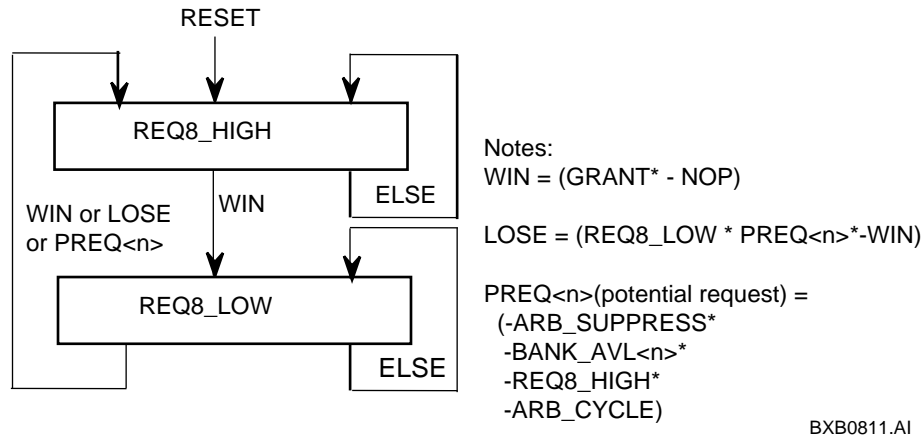 RESET
REQ8_HIGH
WIN
ELSE
WIN or LOSE
or PREQ<n>
REQ8_LOW
ELSE
Notes:
WIN = (GRANT* - NOP)
LOSE = (REQ8_LOW * PREQ<n>*-WIN)
PREQ<n>(potential request) =
(-ARB_SUPPRESS*
-BANK_AVL<n>*
-REQ8_HIGH*
-ARB_CYCLE)
BXB0811.AI